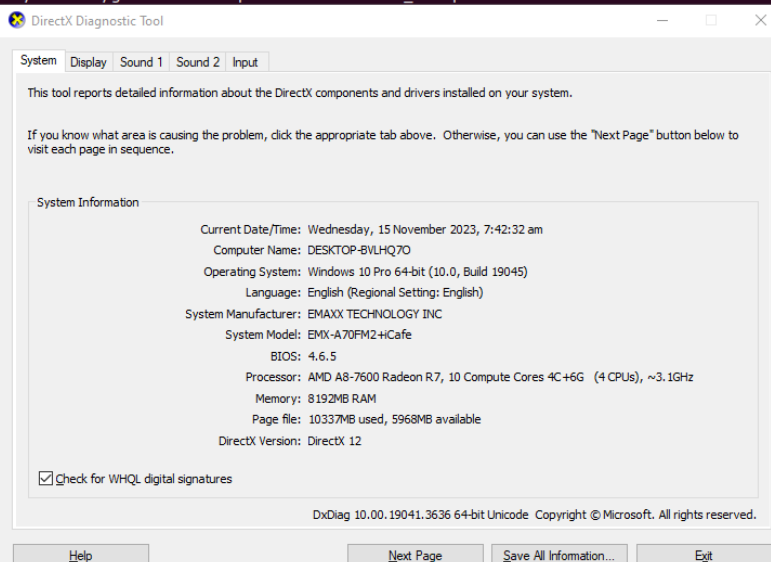 DirectX Diagnostic Tool
System Display Sound 1 Sound 2 Input
This tool reports detailed information about the DirectX components and drivers installed on your system.
If you know what area is causing the problem, click the appropriate tab above. Otherwise, you can use the "Next Page" button below to
visit each page in sequence.
System Information
Current Date/Time: Wednesday, 15 November 2023, 7:42:32 am
Computer Name: DESKTOP-BVLHQ7O
Operating System: Windows 10 Pro 64-bit (10.0, Build 19045)
Language: English (Regional Setting: English)
System Manufacturer: EMAXX TECHNOLOGY INC
System Model: EMX-A70FM2+iCafe
BIOS: 4.6.5
Processor: AMD A8-7600 Radeon R7, 10 Compute Cores 4C+6G (4 CPUs), ~3.1GHz
Memory: 8192MB RAM
Page file: 10337MB used, 5968MB available
DirectX Version: DirectX 12
Check for WHQL digital signatures
DxDiag 10.00.19041.3636 64-bit Unicode Copyright © Microsoft. All rights reserved.
Help Next Page Save All Information... Exit